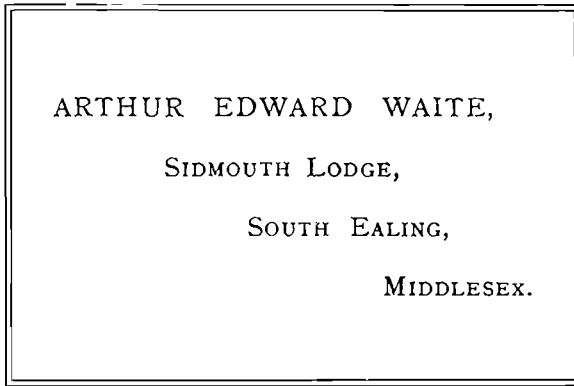 ARTHUR EDWARD WAITE,
SIDMOUTH LODGE,
SOUTH EALING,
MIDDLESEX.